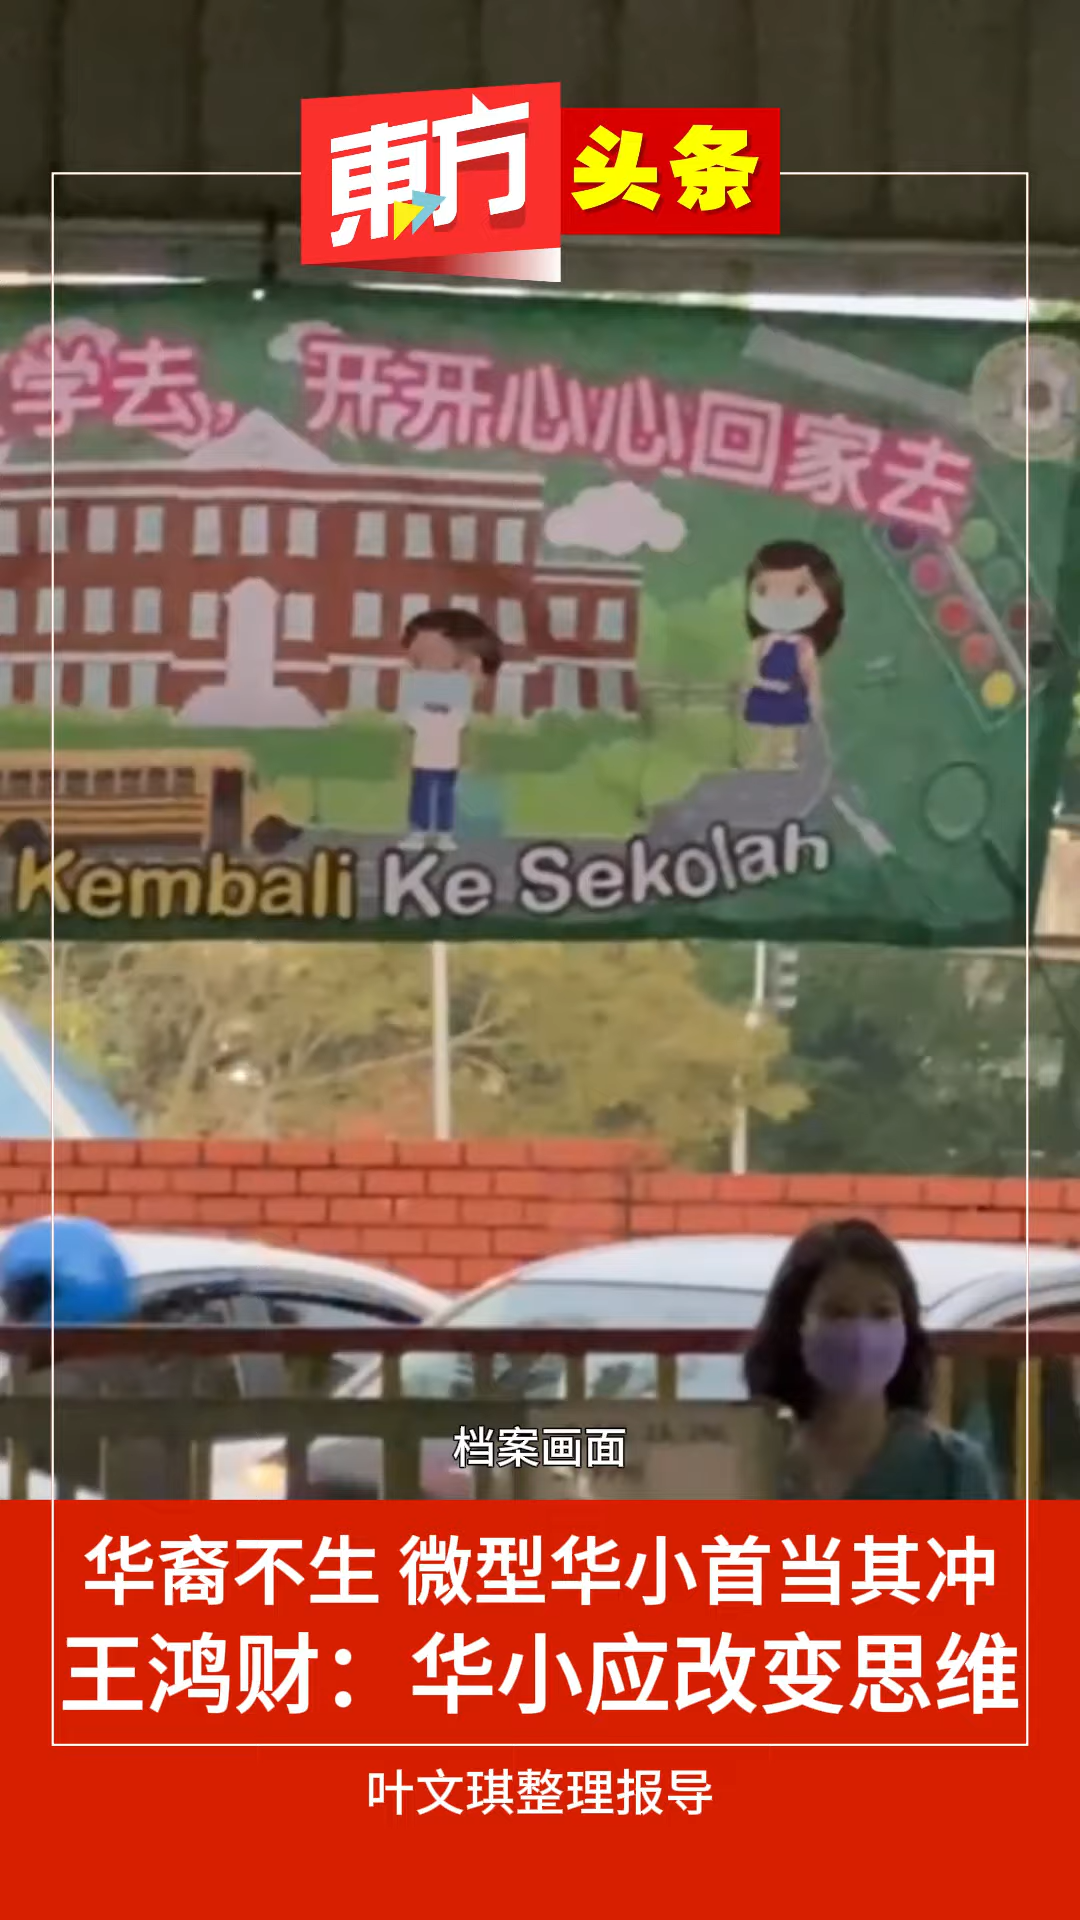 東方 头条
学去，开开心心回家去
Kembali Ke Sekolah
档案画面
华裔不生 微型华小首当其冲
王鸿财：华小应改变思维
叶文琪整理报导